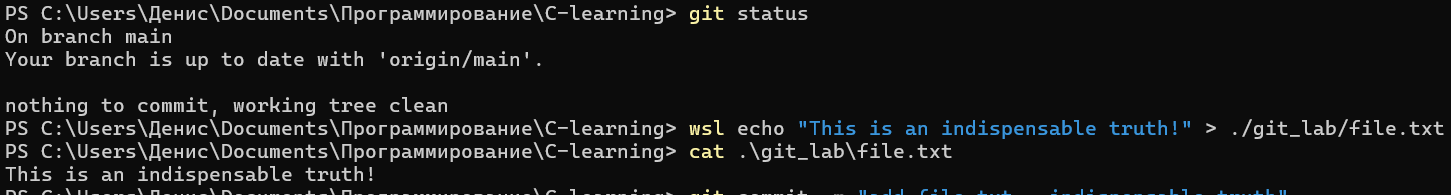 PS C:\Users\Денис\Documents\Программирование\C-learning> git status
On branch main
Your branch is up to date with 'origin/main'.
nothing to commit, working tree clean
PS C:\Users\Денис\Documents\Программирование\C-learning> wsl echo "This is an indispensable truth!" > ./git_lab/file.txt
PS C:\Users\Денис\Documents\Программирование\C-learning> cat .\git_lab\file.txt
This is an indispensable truth!